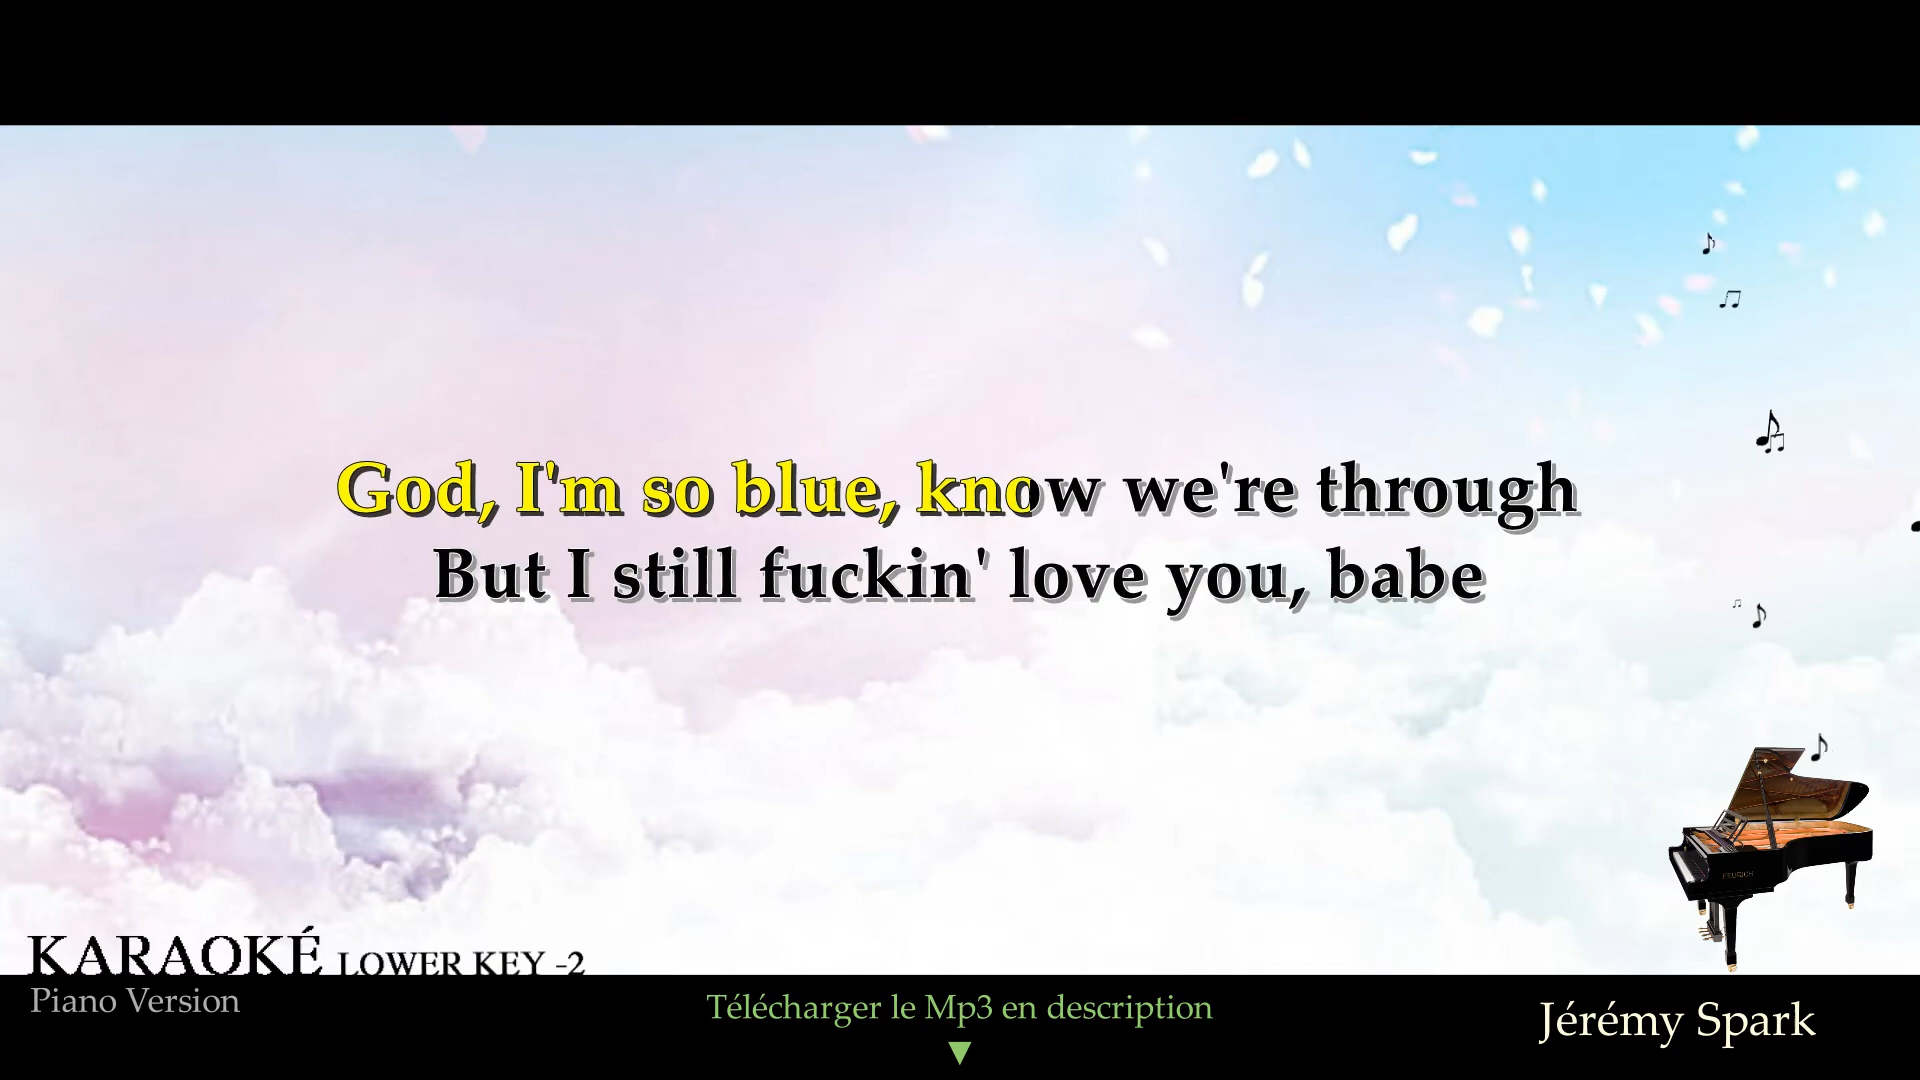 God, I'm so blue, know we're through
But I still fuckin' love you, babe
FEURICH
KARAOKÉ LOWER KEY -2
Piano Version
Télécharger le Mp3 en description
Jérémy Spark